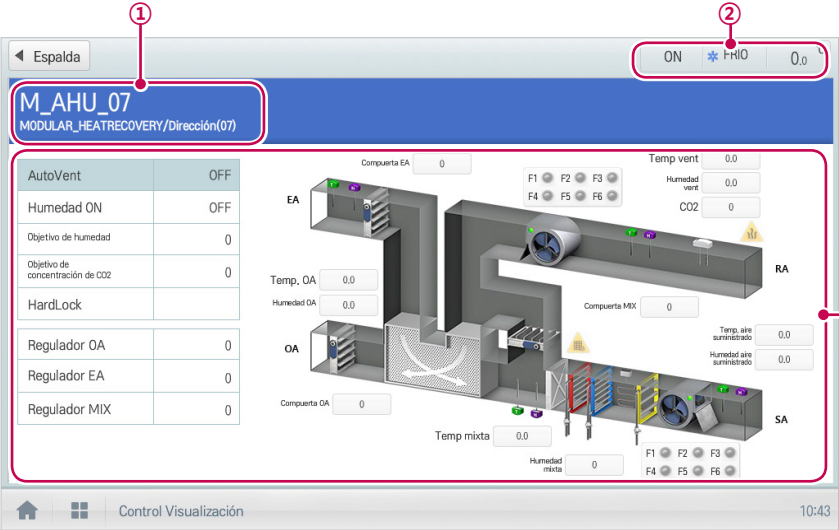 ① ②
Espalda
ON FRIO 0.0
M_AHU_07
MODULAR_HEATRECOVERY/Dirección(07)
AutoVent OFF
Humedad ON OFF
Objetivo de humedad 0
Objetivo de
concentración de CO2 0
HardLock
Regulador OA 0
Regulador EA 0
Regulador MIX 0
Compuerta EA 0
F1 F2 F3
F4 F5 F6
Temp vent 0.0
Humedad
vent 0.0
CO2 0
EA
RA
Temp. OA 0.0
Humedad OA 0.0
Compuerta MIX 0
Temp. aire
suministrado 0.0
Humedad aire
suministrado 0.0
OA
Compuerta OA 0
SA
Temp mixta 0.0
Humedad
mixta 0
F1 F2 F3
F4 F5 F6
Control Visualización 10:43